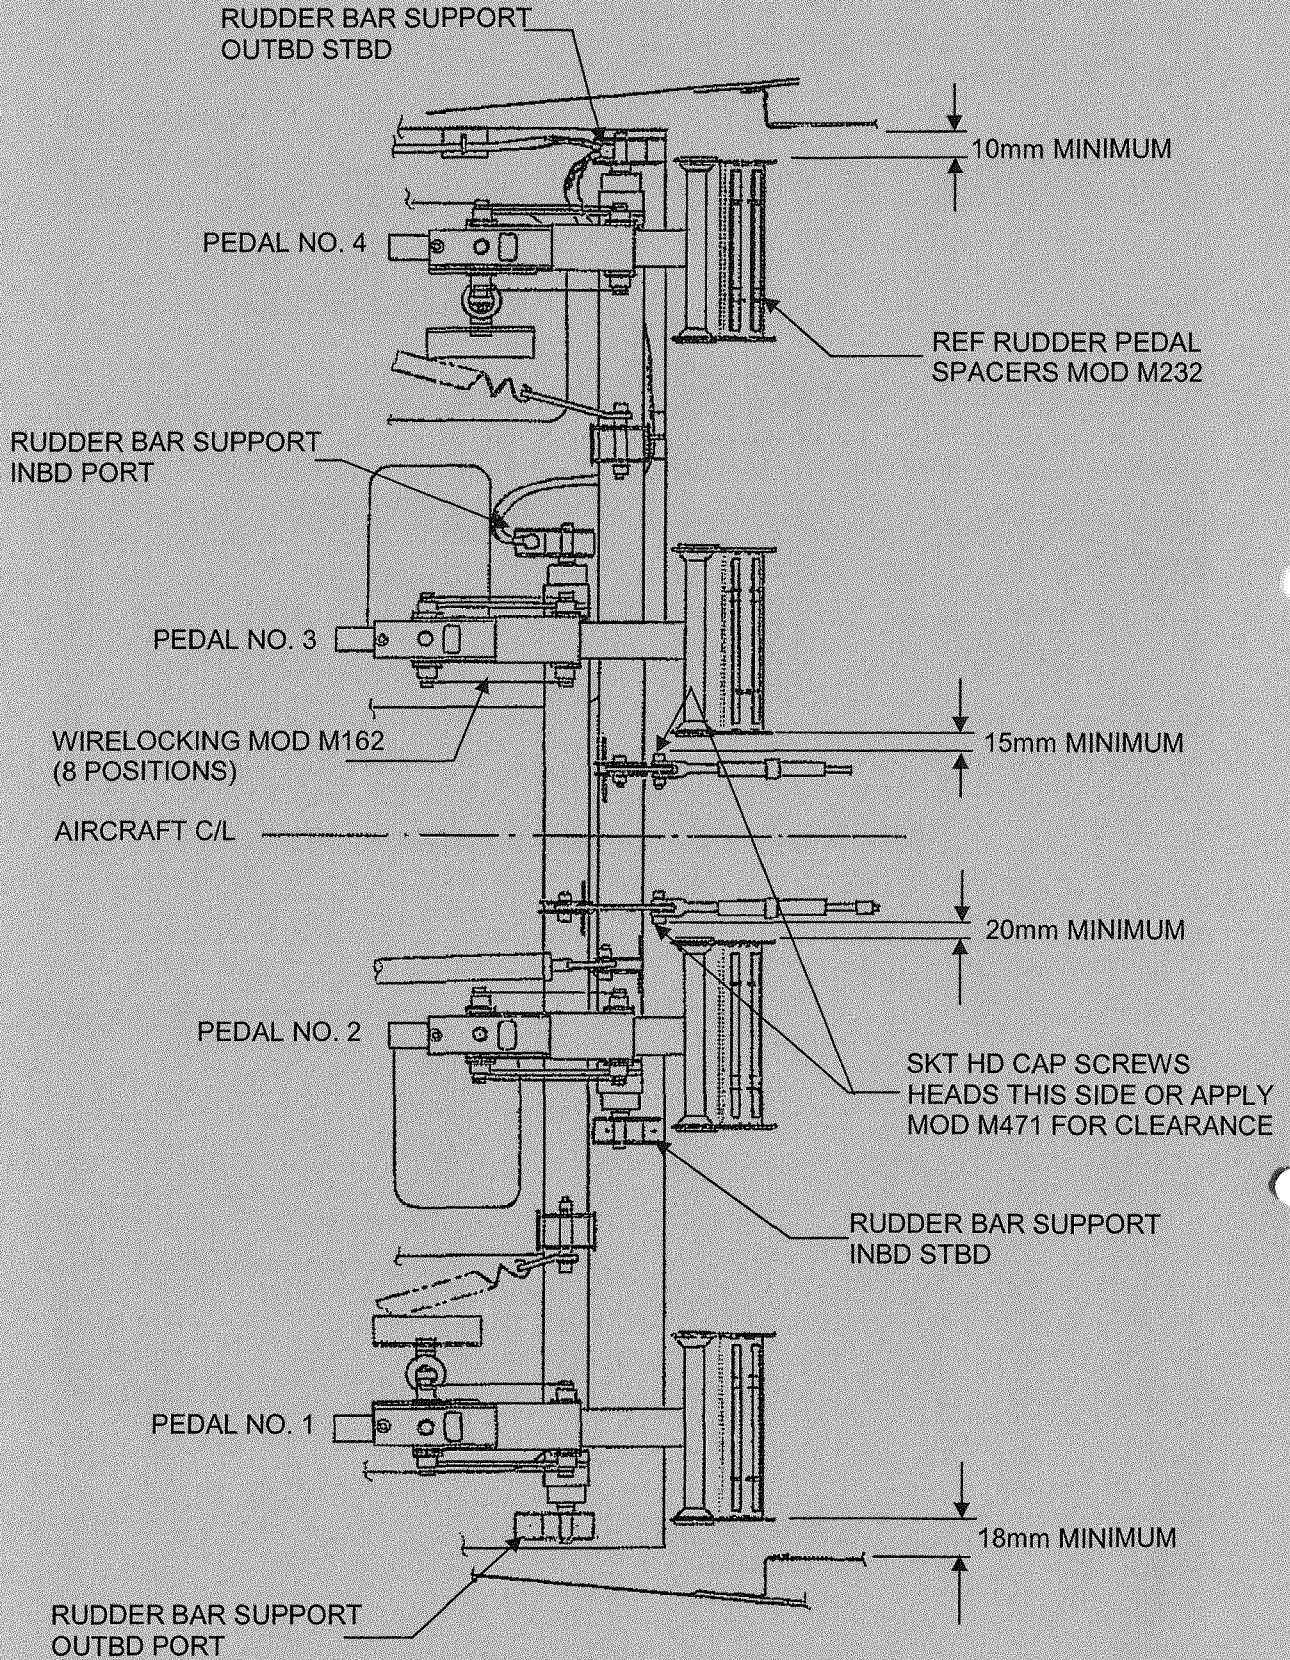 RUDDER BAR SUPPORT
OUTBD STBD
10mm MINIMUM
PEDAL NO. 4
REF RUDDER PEDAL
SPACERS MOD M232
RUDDER BAR SUPPORT
INBD PORT
PEDAL NO. 3
WIRELOCKING MOD M162
(8 POSITIONS)
15mm MINIMUM
AIRCRAFT C/L
20mm MINIMUM
PEDAL NO. 2
SKT HD CAP SCREWS
HEADS THIS SIDE OR APPLY
MOD M471 FOR CLEARANCE
RUDDER BAR SUPPORT
INBD STBD
PEDAL NO. 1
18mm MINIMUM
RUDDER BAR SUPPORT
OUTBD PORT